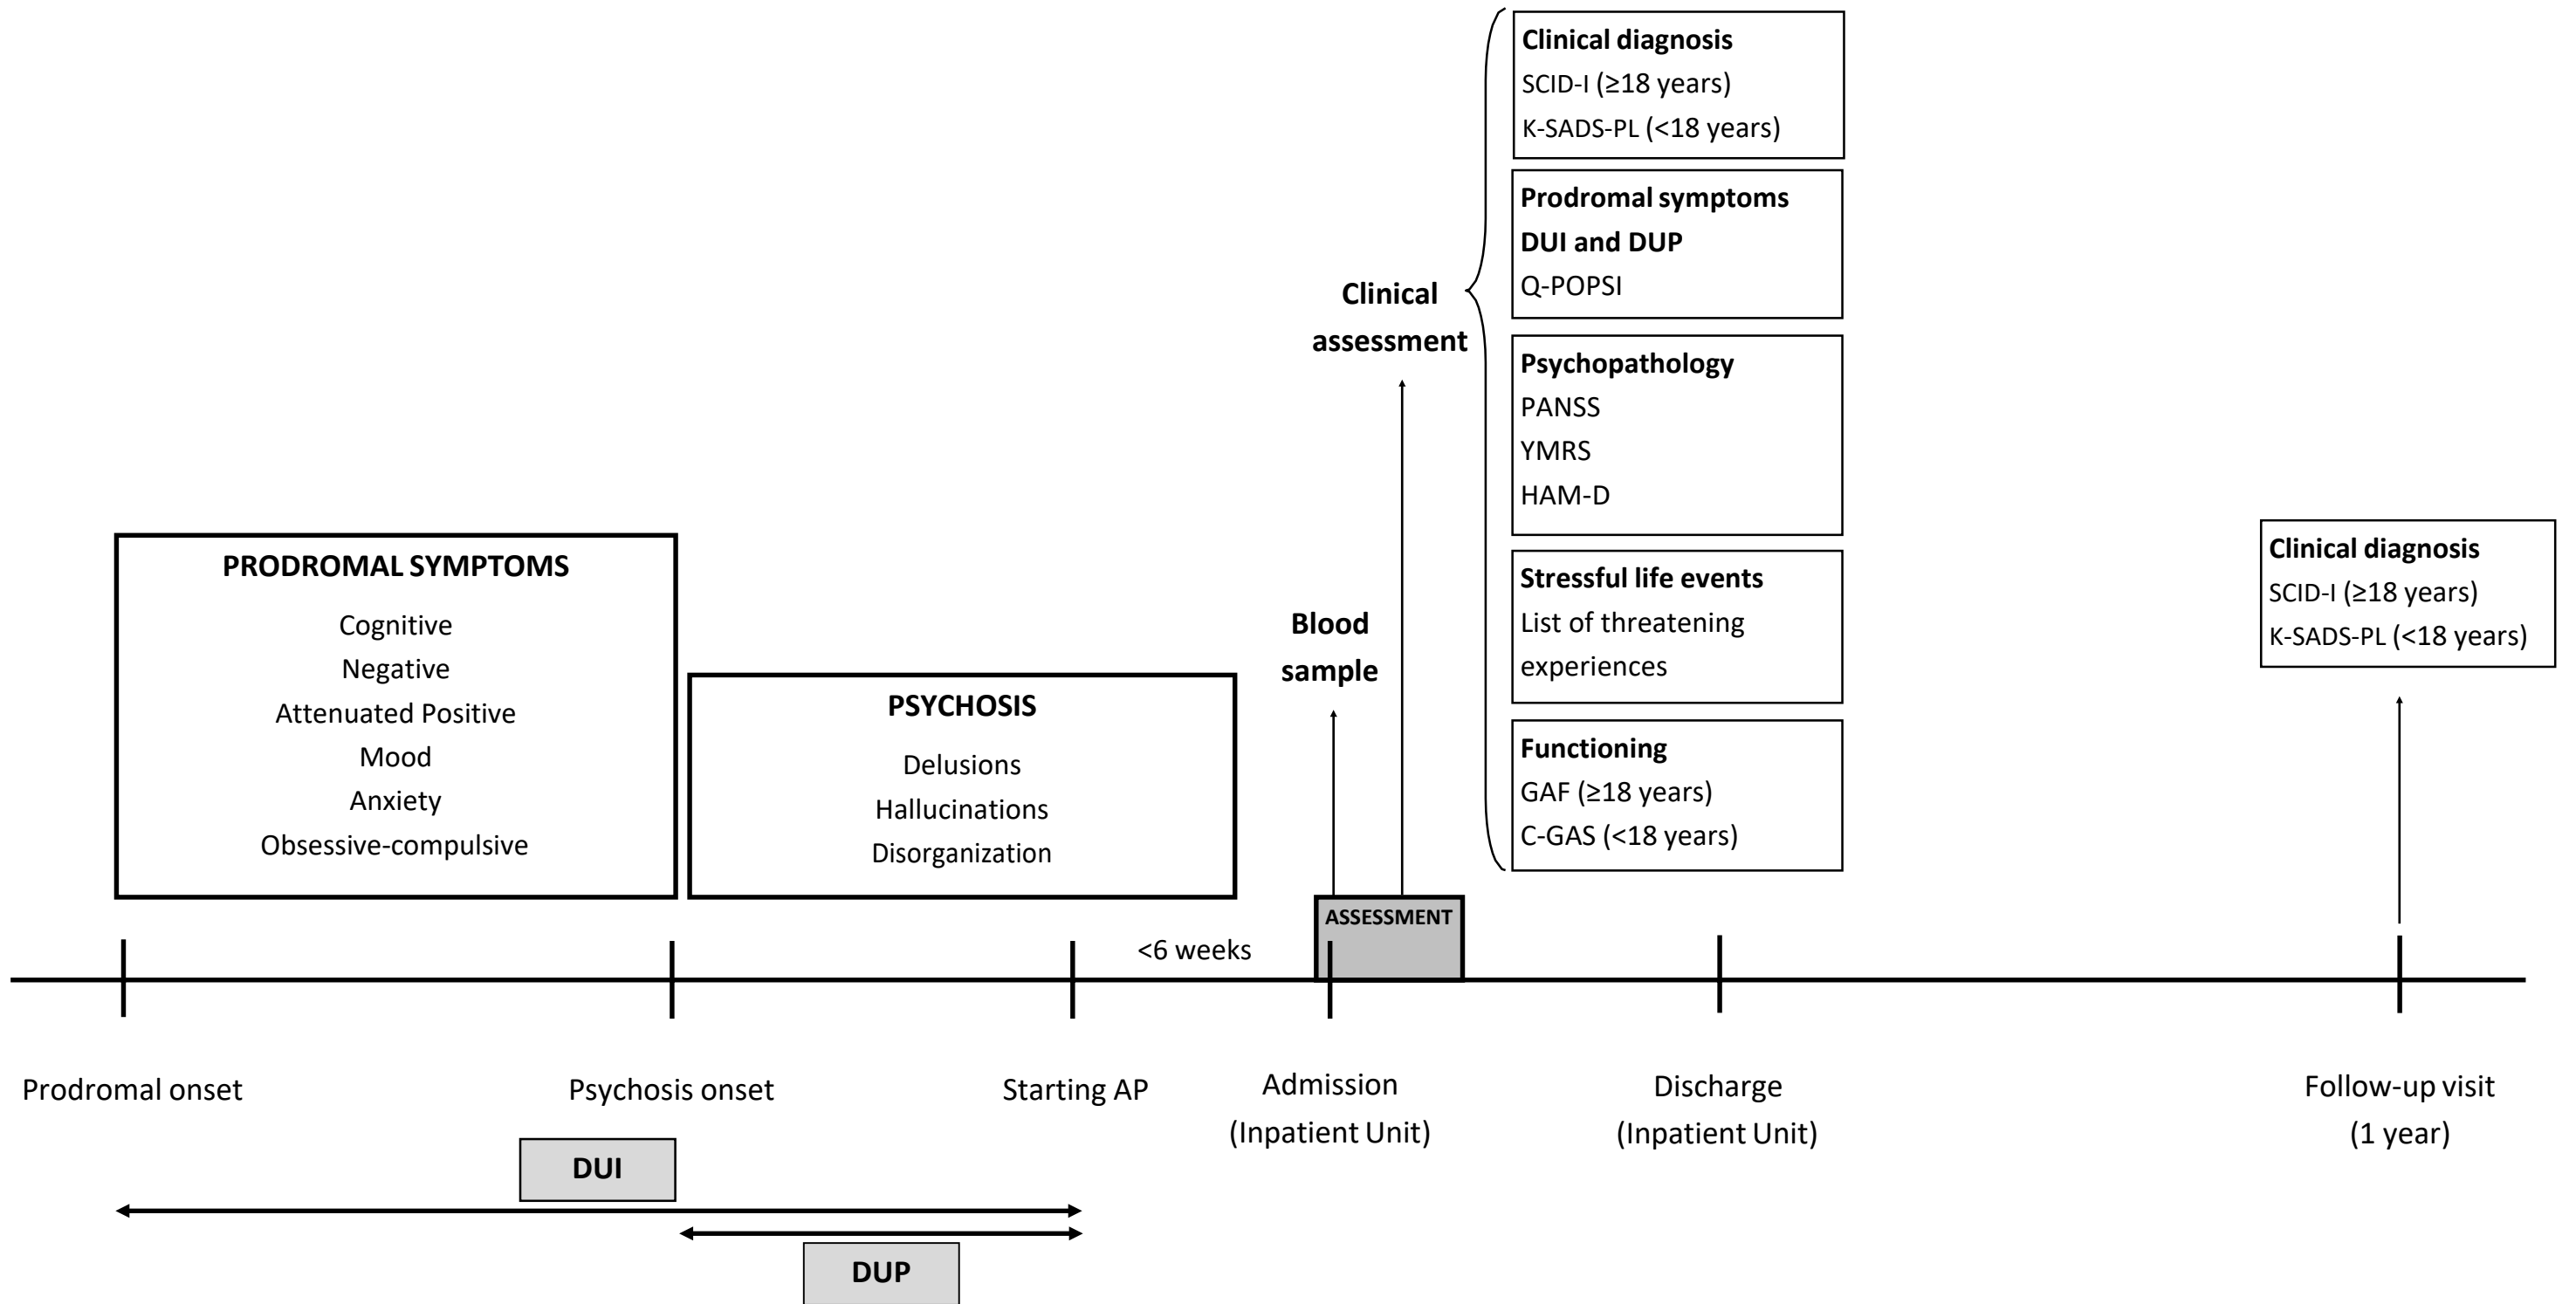 Clinical diagnosis
SCID-I (≥18 years)
K-SADS-PL (<18 years)
Prodromal symptoms
DUI and DUP
Q-POPSI
Clinical
assessment
Psychopathology
PANSS
YMRS
HAM-D
Stressful life events
List of threatening
experiences
Functioning
GAF (≥18 years)
C-GAS (<18 years)
Blood
sample
Clinical diagnosis
SCID-I (≥18 years)
K-SADS-PL (<18 years)
PRODROMAL SYMPTOMS
Cognitive
Negative
Attenuated Positive
Mood
Anxiety
Obsessive-compulsive
PSYCHOSIS
Delusions
Hallucinations
Disorganization
ASSESSMENT
<6 weeks
Prodromal onset
Psychosis onset
Starting AP
Admission
(Inpatient Unit)
Discharge
(Inpatient Unit)
Follow-up visit
(1 year)
DUI
DUP